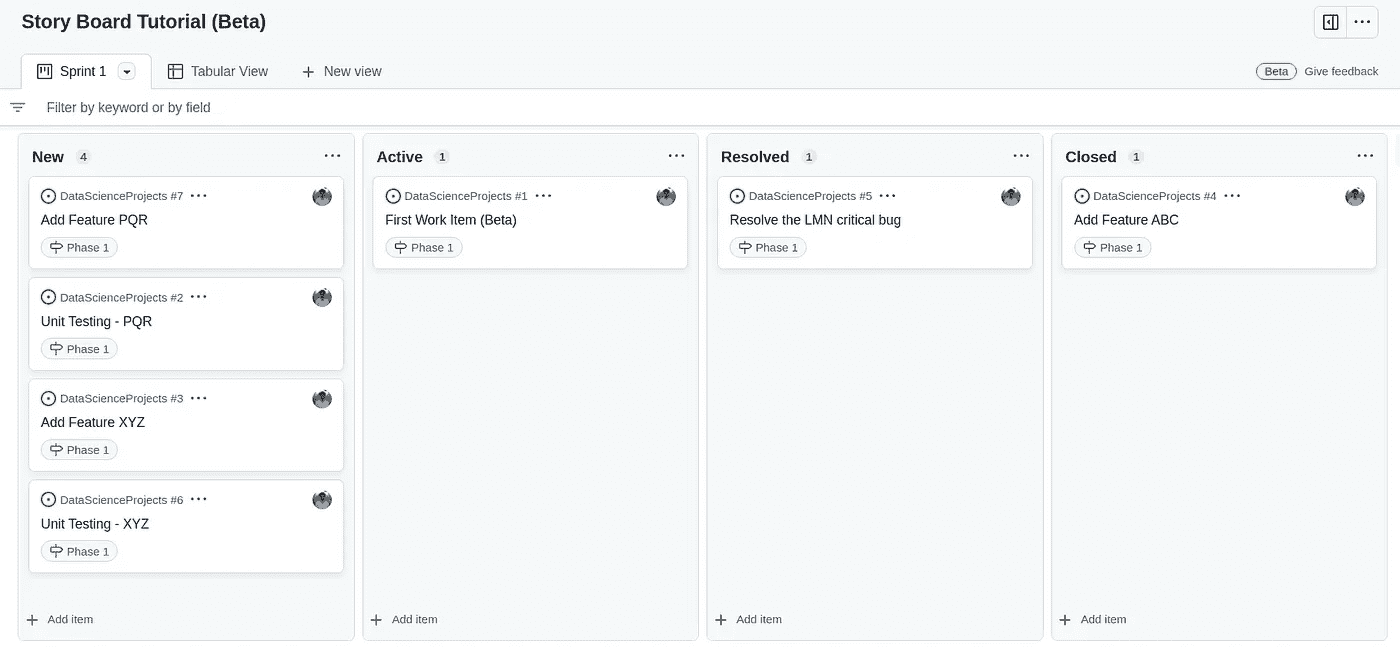 Story Board Tutorial (Beta)
Sprint 1
Tabular View
New view
Beta Give feedback
Filter by keyword or by field
New 4
DataScienceProjects #7
Add Feature PQR
Phase 1
DataScienceProjects #2
Unit Testing - PQR
Phase 1
DataScienceProjects #3
Add Feature XYZ
Phase 1
DataScienceProjects #6
Unit Testing - XYZ
Phase 1
Add item
Active 1
DataScienceProjects #1
First Work Item (Beta)
Phase 1
Add item
Resolved 1
DataScienceProjects #5
Resolve the LMN critical bug
Phase 1
Add item
Closed 1
DataScienceProjects #4
Add Feature ABC
Phase 1
Add item